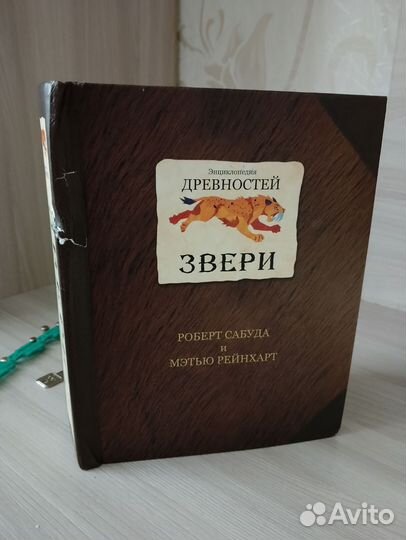 Энциклопедия
ДРЕВНОСТЕЙ
ЗВЕРИ
РОБЕРТ САБУДА
и
МЭТЬЮ РЕЙНХАРТ
Avito